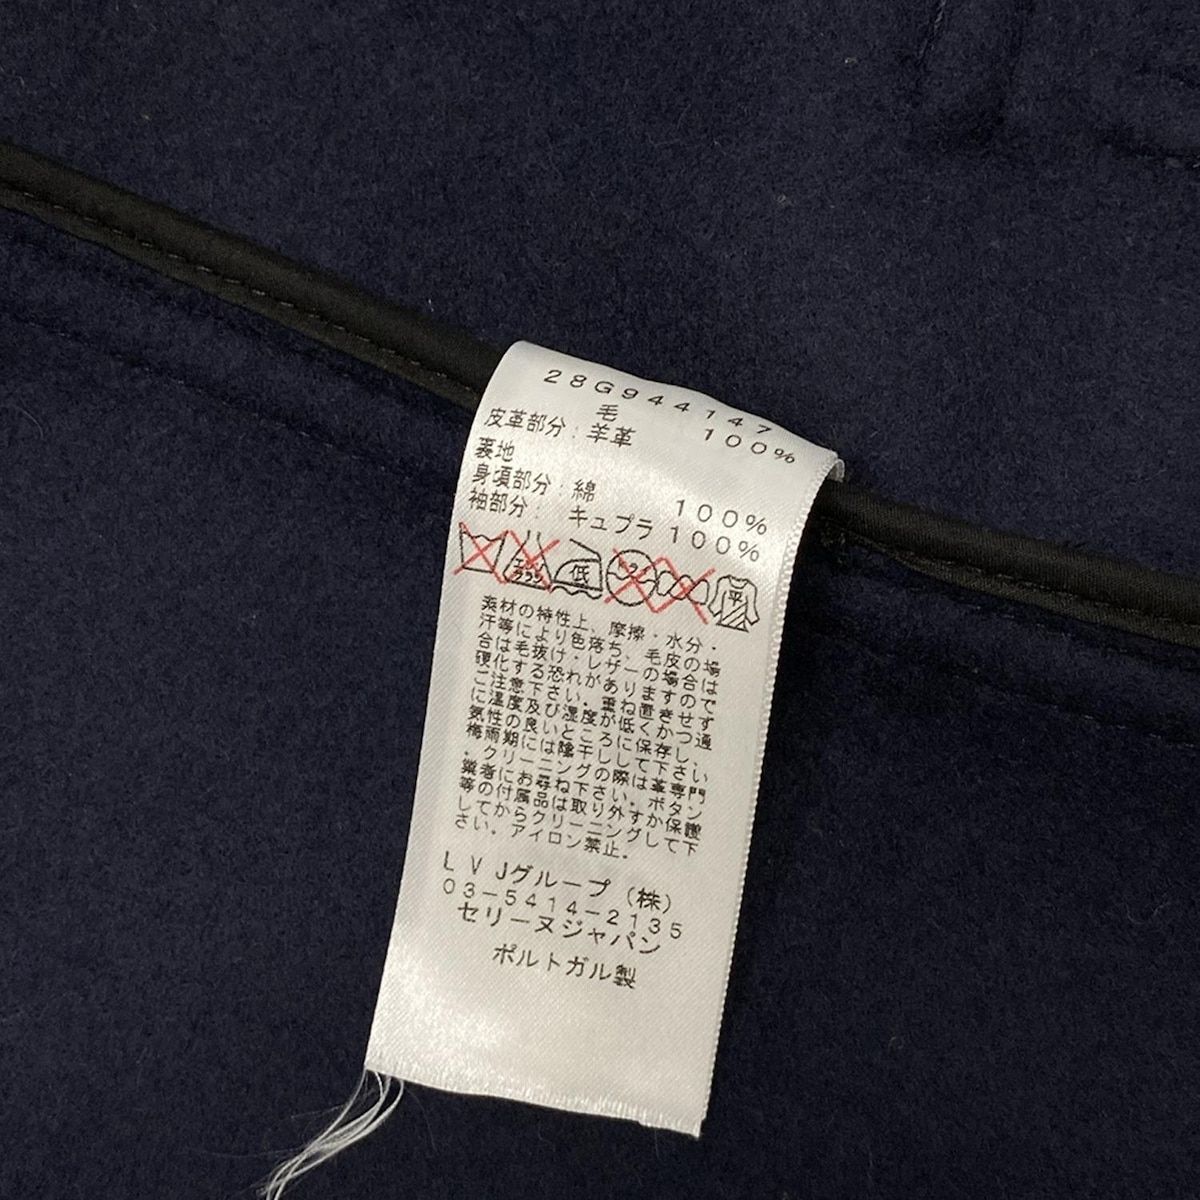 28G944147
毛 100%
皮革部分：羊革
裏地
身頃部分：綿 100%
袖部分： キュプラ 100%
低
平
素材の特性上、摩擦・水分・
汗等により色落ち、毛皮の場
合は毛抜け・レザーの場合はで
硬化する恐れがありますのです
ご注意下さい。重ね置きせず通
に温度及び湿度が低くかつ
気性の良いところに保存し、
梅雨期には陰干しして下さい
。クリーニングの際は革専門
業者にお尋ね下さい。ボタン
等の付属品は取り外すか保護
してからクリーニングして下
さい。アイロン禁止。
LVJグループ（株）
03-5414-2135
セリーヌジャパン
ポルトガル製